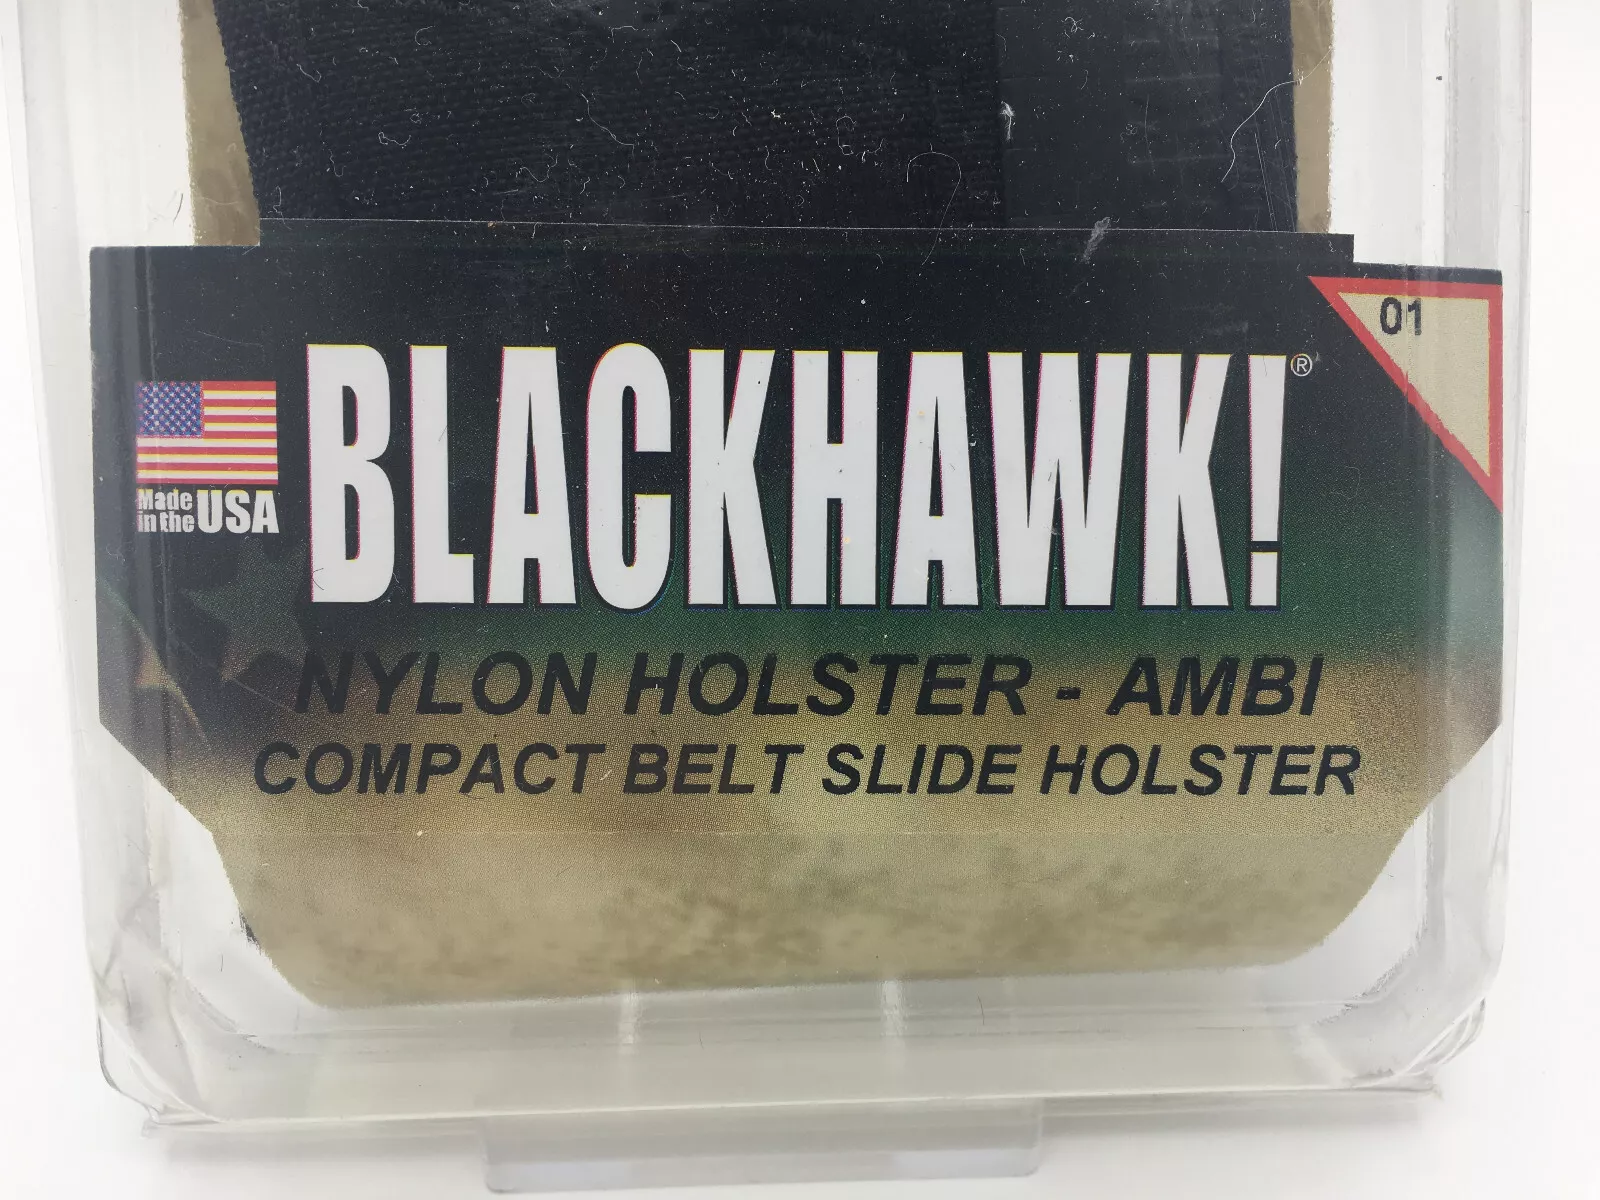 01
BLACKHAWK!®
Made
in the USA
NYLON HOLSTER - AMBI
COMPACT BELT SLIDE HOLSTER